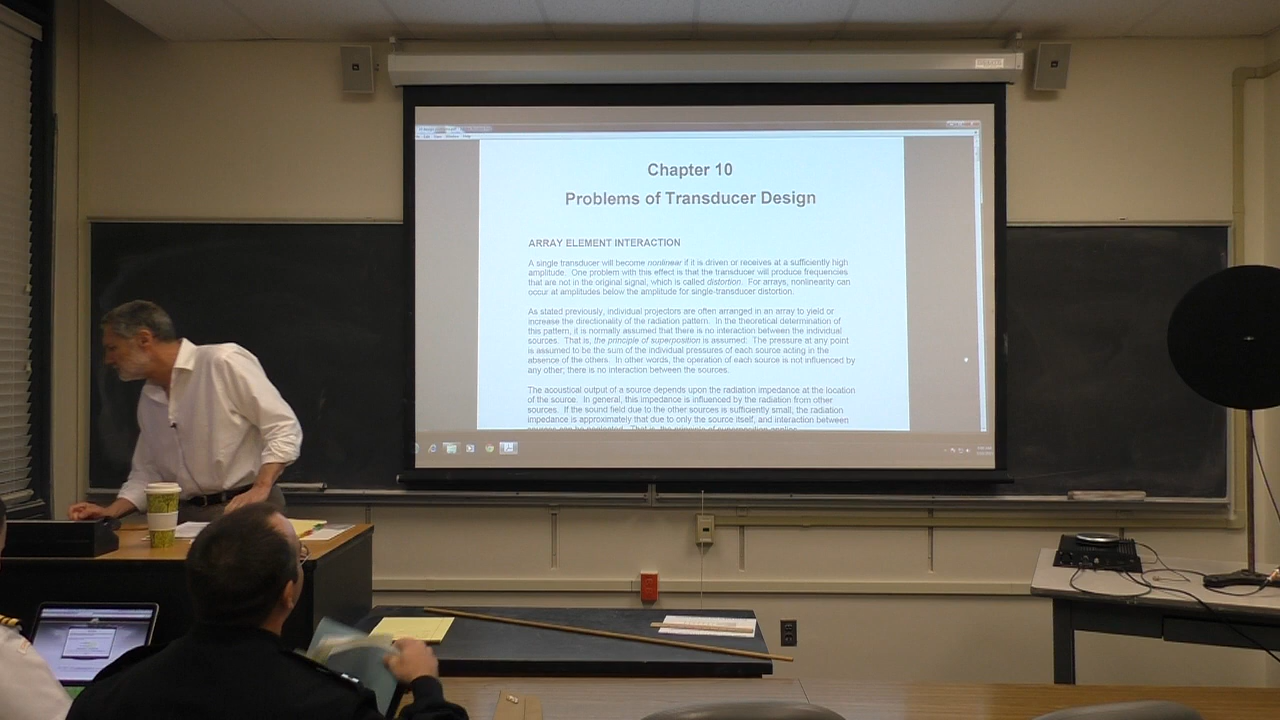 Chapter 10
Problems of Transducer Design
ARRAY ELEMENT INTERACTION
A single transducer will become nonlinear if it is driven or receives at a sufficiently high
amplitude. One problem with this effect is that the transducer will produce frequencies
that are not in the original signal, which is called distortion. For arrays, nonlinearity can
occur at amplitudes below the amplitude for single-transducer distortion.
As stated previously, individual projectors are often arranged in an array to yield or
increase the directionality of the radiation pattern. In the theoretical determination of
this pattern, it is normally assumed that there is no interaction between the individual
sources. That is, the principle of superposition is assumed: The pressure at any point
is assumed to be the sum of the individual pressures of each source acting in the
absence of the others. In other words, the operation of each source is not influenced by
any other; there is no interaction between the sources.
The acoustical output of a source depends upon the radiation impedance at the location
of the source. In general, this impedance is influenced by the radiation from other
sources. If the sound field due to the other sources is sufficiently small, the radiation
impedance is approximately that due to only the source itself, and interaction between